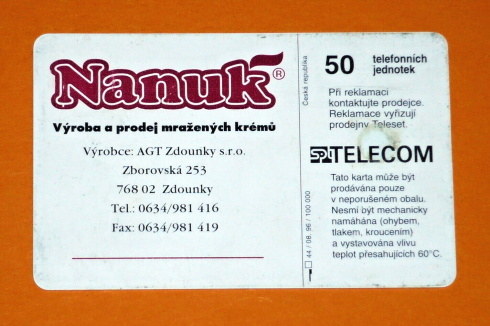 Nanuk®
Výroba a prodej mražených krémů
Výrobce: AGT Zdounky s.r.o.
Zborovská 253
768 02 Zdounky
Tel.: 0634/981 416
Fax: 0634/981 419
Česká republika
50 telefonních
jednotek
Při reklamaci
kontaktujte prodejce.
Reklamace vyřizují
prodejny Teleset.
SPT TELECOM
Tato karta může být
prodávána pouze
v neporušeném obalu.
Nesmí být mechanicky
namáhána (ohybem,
tlakem, kroucením)
a vystavována vlivu
teplot přesahujících 60°C.
44 / 08. 96 / 100 000